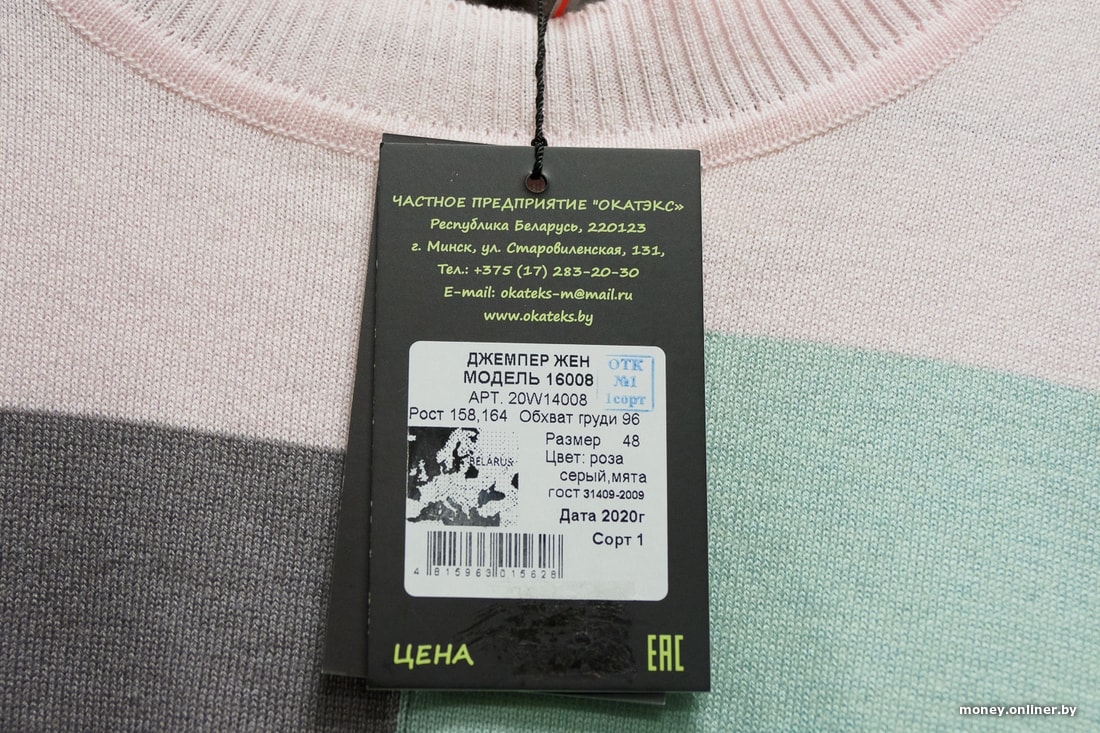 ЧАСТНОЕ ПРЕДПРИЯТИЕ "ОКАТЭКС»
Республика Беларусь, 220123
г. Минск, ул. Старовиленская, 131,
Тел.: +375 (17) 283-20-30
E-mail: okateks-m@mail.ru
www.okateks.by
ДЖЕМПЕР ЖЕН
МОДЕЛЬ 16008
АРТ. 20W14008
ОТК
№1
1сорт
Рост 158,164 Обхват груди 96
BELARUS
Размер 48
Цвет: роза
серый,мята
ГОСТ 31409-2009
Дата 2020г
Сорт 1
4 815963 015628
ЦЕНА
ЕАС
money.onliner.by